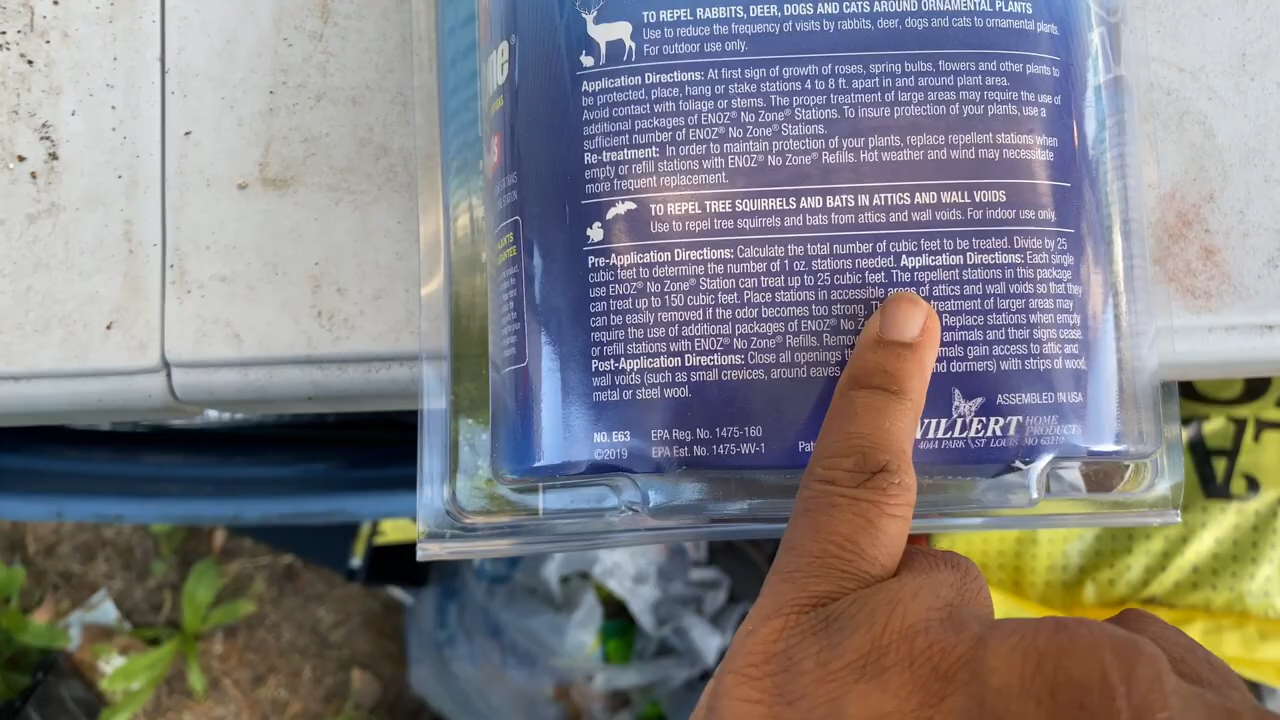 TO REPEL RABBITS, DEER, DOGS AND CATS AROUND ORNAMENTAL PLANTS
Use to reduce the frequency of visits by rabbits, deer, dogs and cats to ornamental plants.
For outdoor use only.
Application Directions: At first sign of growth of roses, spring bulbs, flowers and other plants to
be protected, place, hang or stake stations 4 to 8 ft. apart in and around plant area.
Avoid contact with foliage or stems. The proper treatment of large areas may require the use of
additional packages of ENOZ® No Zone® Stations. To insure protection of your plants, use a
sufficient number of ENOZ® No Zone® Stations.
Re-treatment: In order to maintain protection of your plants, replace repellent stations when
empty or refill stations with ENOZ® No Zone® Refills. Hot weather and wind may necessitate
more frequent replacement.
TO REPEL TREE SQUIRRELS AND BATS IN ATTICS AND WALL VOIDS
Use to repel tree squirrels and bats from attics and wall voids. For indoor use only.
Pre-Application Directions: Calculate the total number of cubic feet to be treated. Divide by 25
cubic feet to determine the number of 1 oz. stations needed. Application Directions: Each single
use ENOZ® No Zone® Station can treat up to 25 cubic feet. The repellent stations in this package
can treat up to 150 cubic feet. Place stations in accessible areas of attics and wall voids so that they
can be easily removed if the odor becomes too strong. treatment of larger areas may
require the use of additional packages of ENOZ® No Replace stations when empty
or refill stations with ENOZ® No Zone® Refills. animals and their signs cease.
Post-Application Directions: Close all openings gain access to attic and
wall voids (such as small crevices, around eaves dormers) with strips of wood,
metal or steel wool.
ASSEMBLED IN USA
NO. E63 EPA Reg. No. 1475-160
©2019 EPA Est. No. 1475-WV-1
WILLERT HOME PRODUCTS
4044 PARK ST LOUIS MO 63110